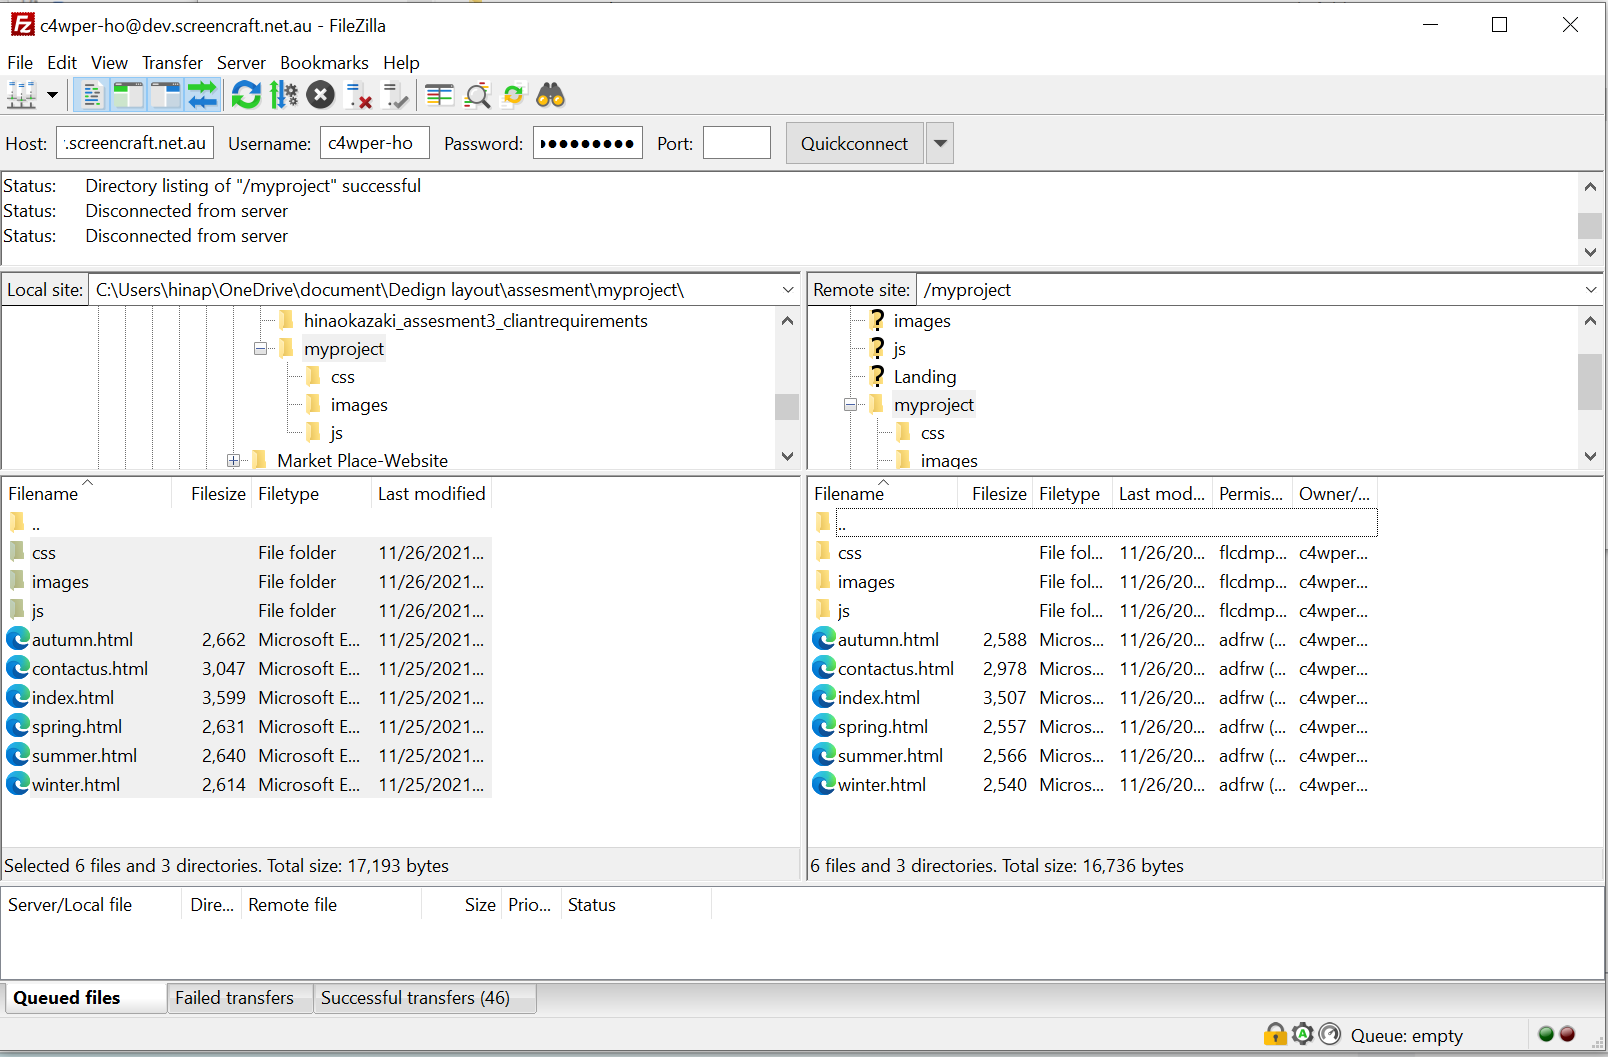 c4wper-ho@dev.screencraft.net.au - FileZilla
File Edit View Transfer Server Bookmarks Help
Host: .screencraft.net.au Username: c4wper-ho Password: ●●●●●●●●● Port: Quickconnect
Status: Directory listing of "/myproject" successful
Status: Disconnected from server
Status: Disconnected from server
Local site: C:\Users\hinap\OneDrive\document\Dedign layout\assesment\myproject\
hinaokazaki_assesment3_cliantrequirements
myproject
css
images
js
Market Place-Website
Remote site: /myproject
images
js
Landing
myproject
css
images
Filename Filesize Filetype Last modified
..
css File folder 11/26/2021...
images File folder 11/26/2021...
js File folder 11/26/2021...
autumn.html 2,662 Microsoft E... 11/25/2021...
contactus.html 3,047 Microsoft E... 11/25/2021...
index.html 3,599 Microsoft E... 11/25/2021...
spring.html 2,631 Microsoft E... 11/25/2021...
summer.html 2,640 Microsoft E... 11/25/2021...
winter.html 2,614 Microsoft E... 11/25/2021...
Selected 6 files and 3 directories. Total size: 17,193 bytes
Filename Filesize Filetype Last mod... Permis... Owner/...
..
css File fol... 11/26/20... flcdmp... c4wper...
images File fol... 11/26/20... flcdmp... c4wper...
js File fol... 11/26/20... flcdmp... c4wper...
autumn.html 2,588 Micros... 11/26/20... adfrw (... c4wper...
contactus.html 2,978 Micros... 11/26/20... adfrw (... c4wper...
index.html 3,507 Micros... 11/26/20... adfrw (... c4wper...
spring.html 2,557 Micros... 11/26/20... adfrw (... c4wper...
summer.html 2,566 Micros... 11/26/20... adfrw (... c4wper...
winter.html 2,540 Micros... 11/26/20... adfrw (... c4wper...
6 files and 3 directories. Total size: 16,736 bytes
Server/Local file Dire... Remote file Size Prio... Status
Queued files Failed transfers Successful transfers (46)
Queue: empty